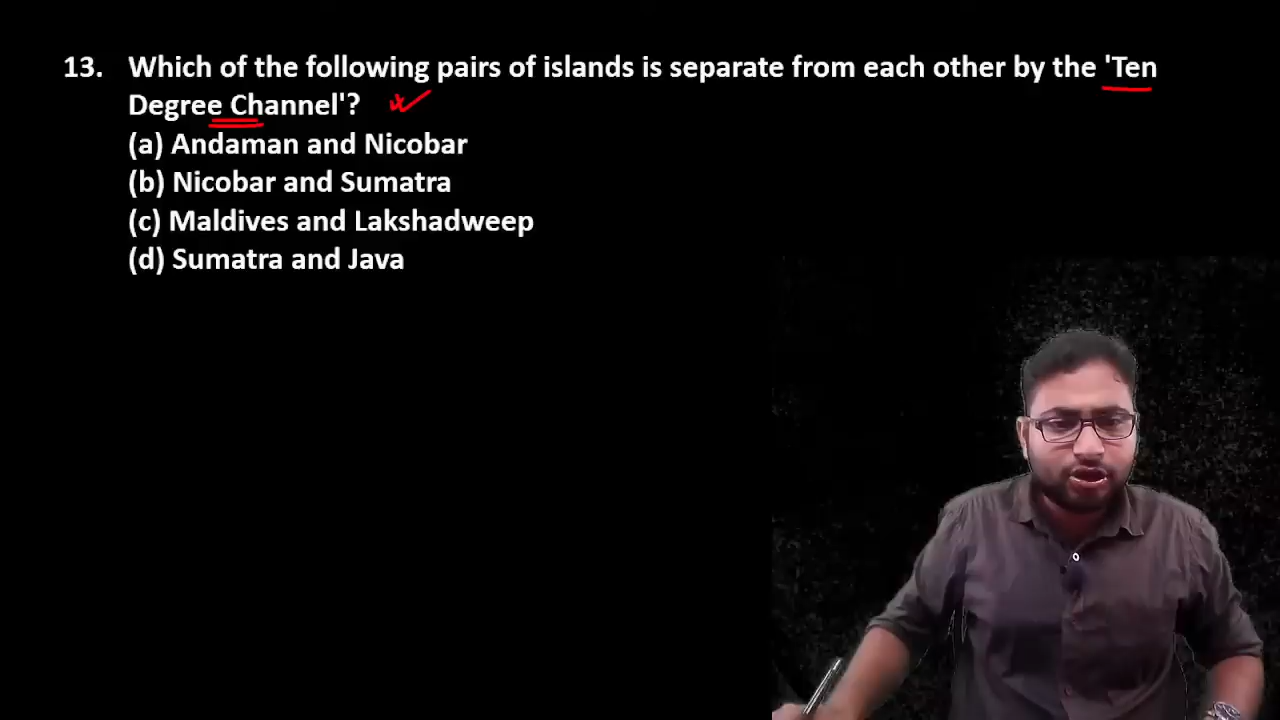 13. Which of the following pairs of islands is separate from each other by the 'Ten
Degree Channel'?
(a) Andaman and Nicobar
(b) Nicobar and Sumatra
(c) Maldives and Lakshadweep
(d) Sumatra and Java